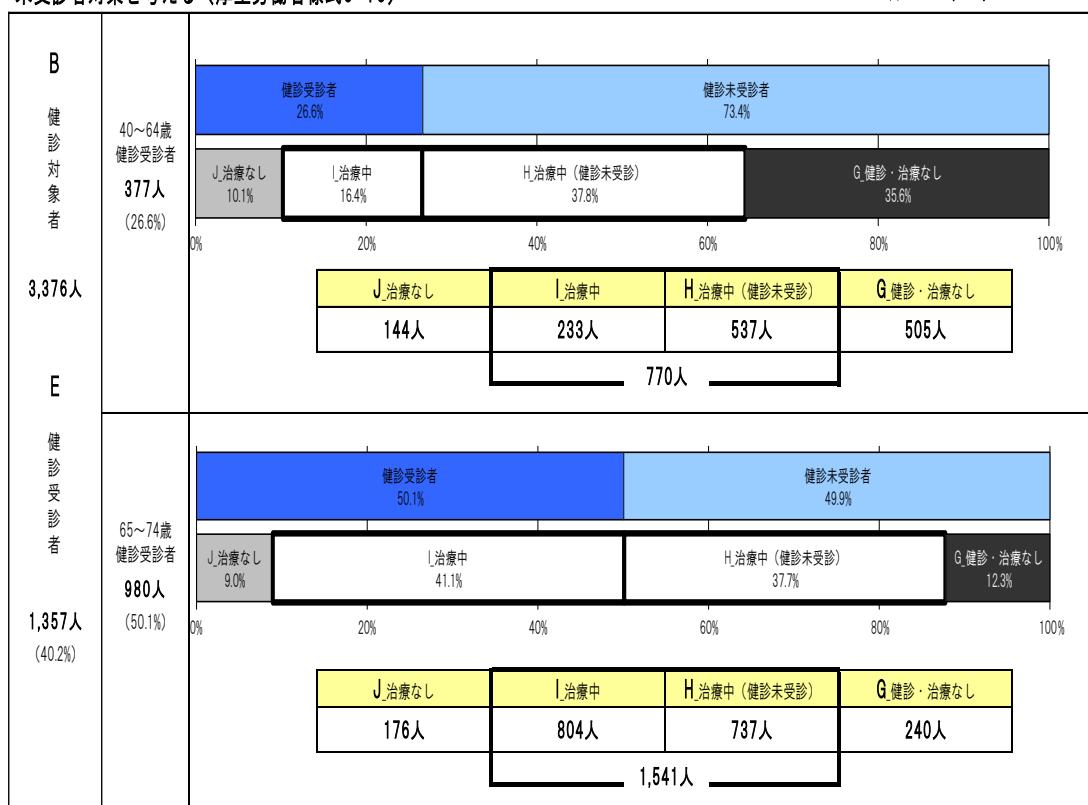 B
健
診
対
象
者
3,376人
E
健
診
受
診
者
1,357人
(40.2%)
40～64歳
健診受診者
377人
(26.6%)
健診受診者
26.6%
健診未受診者
73.4%
J_治療なし
10.1%
I_治療中
16.4%
H_治療中（健診未受診）
37.8%
G_健診・治療なし
35.6%
0%
20%
40%
60%
80%
100%
J_治療なし
I_治療中
H_治療中（健診未受診）
G_健診・治療なし
144人
233人
537人
505人
770人
65～74歳
健診受診者
980人
(50.1%)
健診受診者
50.1%
健診未受診者
49.9%
J_治療なし
9.0%
I_治療中
41.1%
H_治療中（健診未受診）
37.7%
G_健診・治療なし
12.3%
0%
20%
40%
60%
80%
100%
J_治療なし
I_治療中
H_治療中（健診未受診）
G_健診・治療なし
176人
804人
737人
240人
1,541人